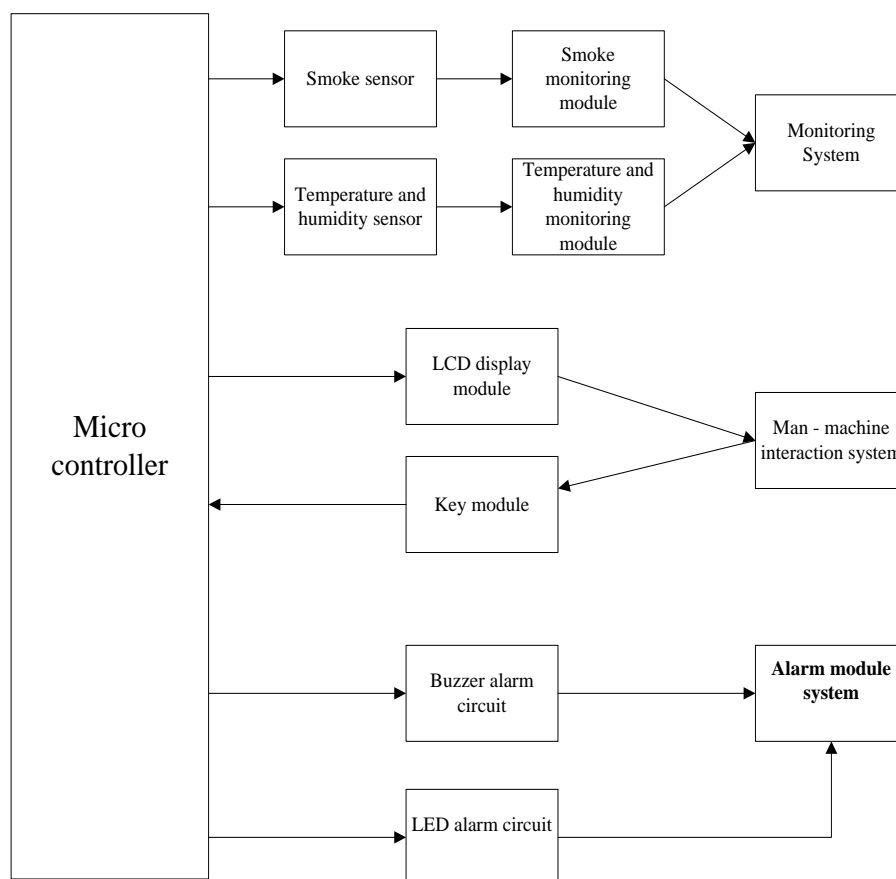 Micro
controller
Smoke sensor
Smoke
monitoring
module
Monitoring
System
Temperature and
humidity sensor
Temperature and
humidity
monitoring
module
LCD display
module
Man - machine
interaction system
Key module
Buzzer alarm
circuit
Alarm module
system
LED alarm circuit